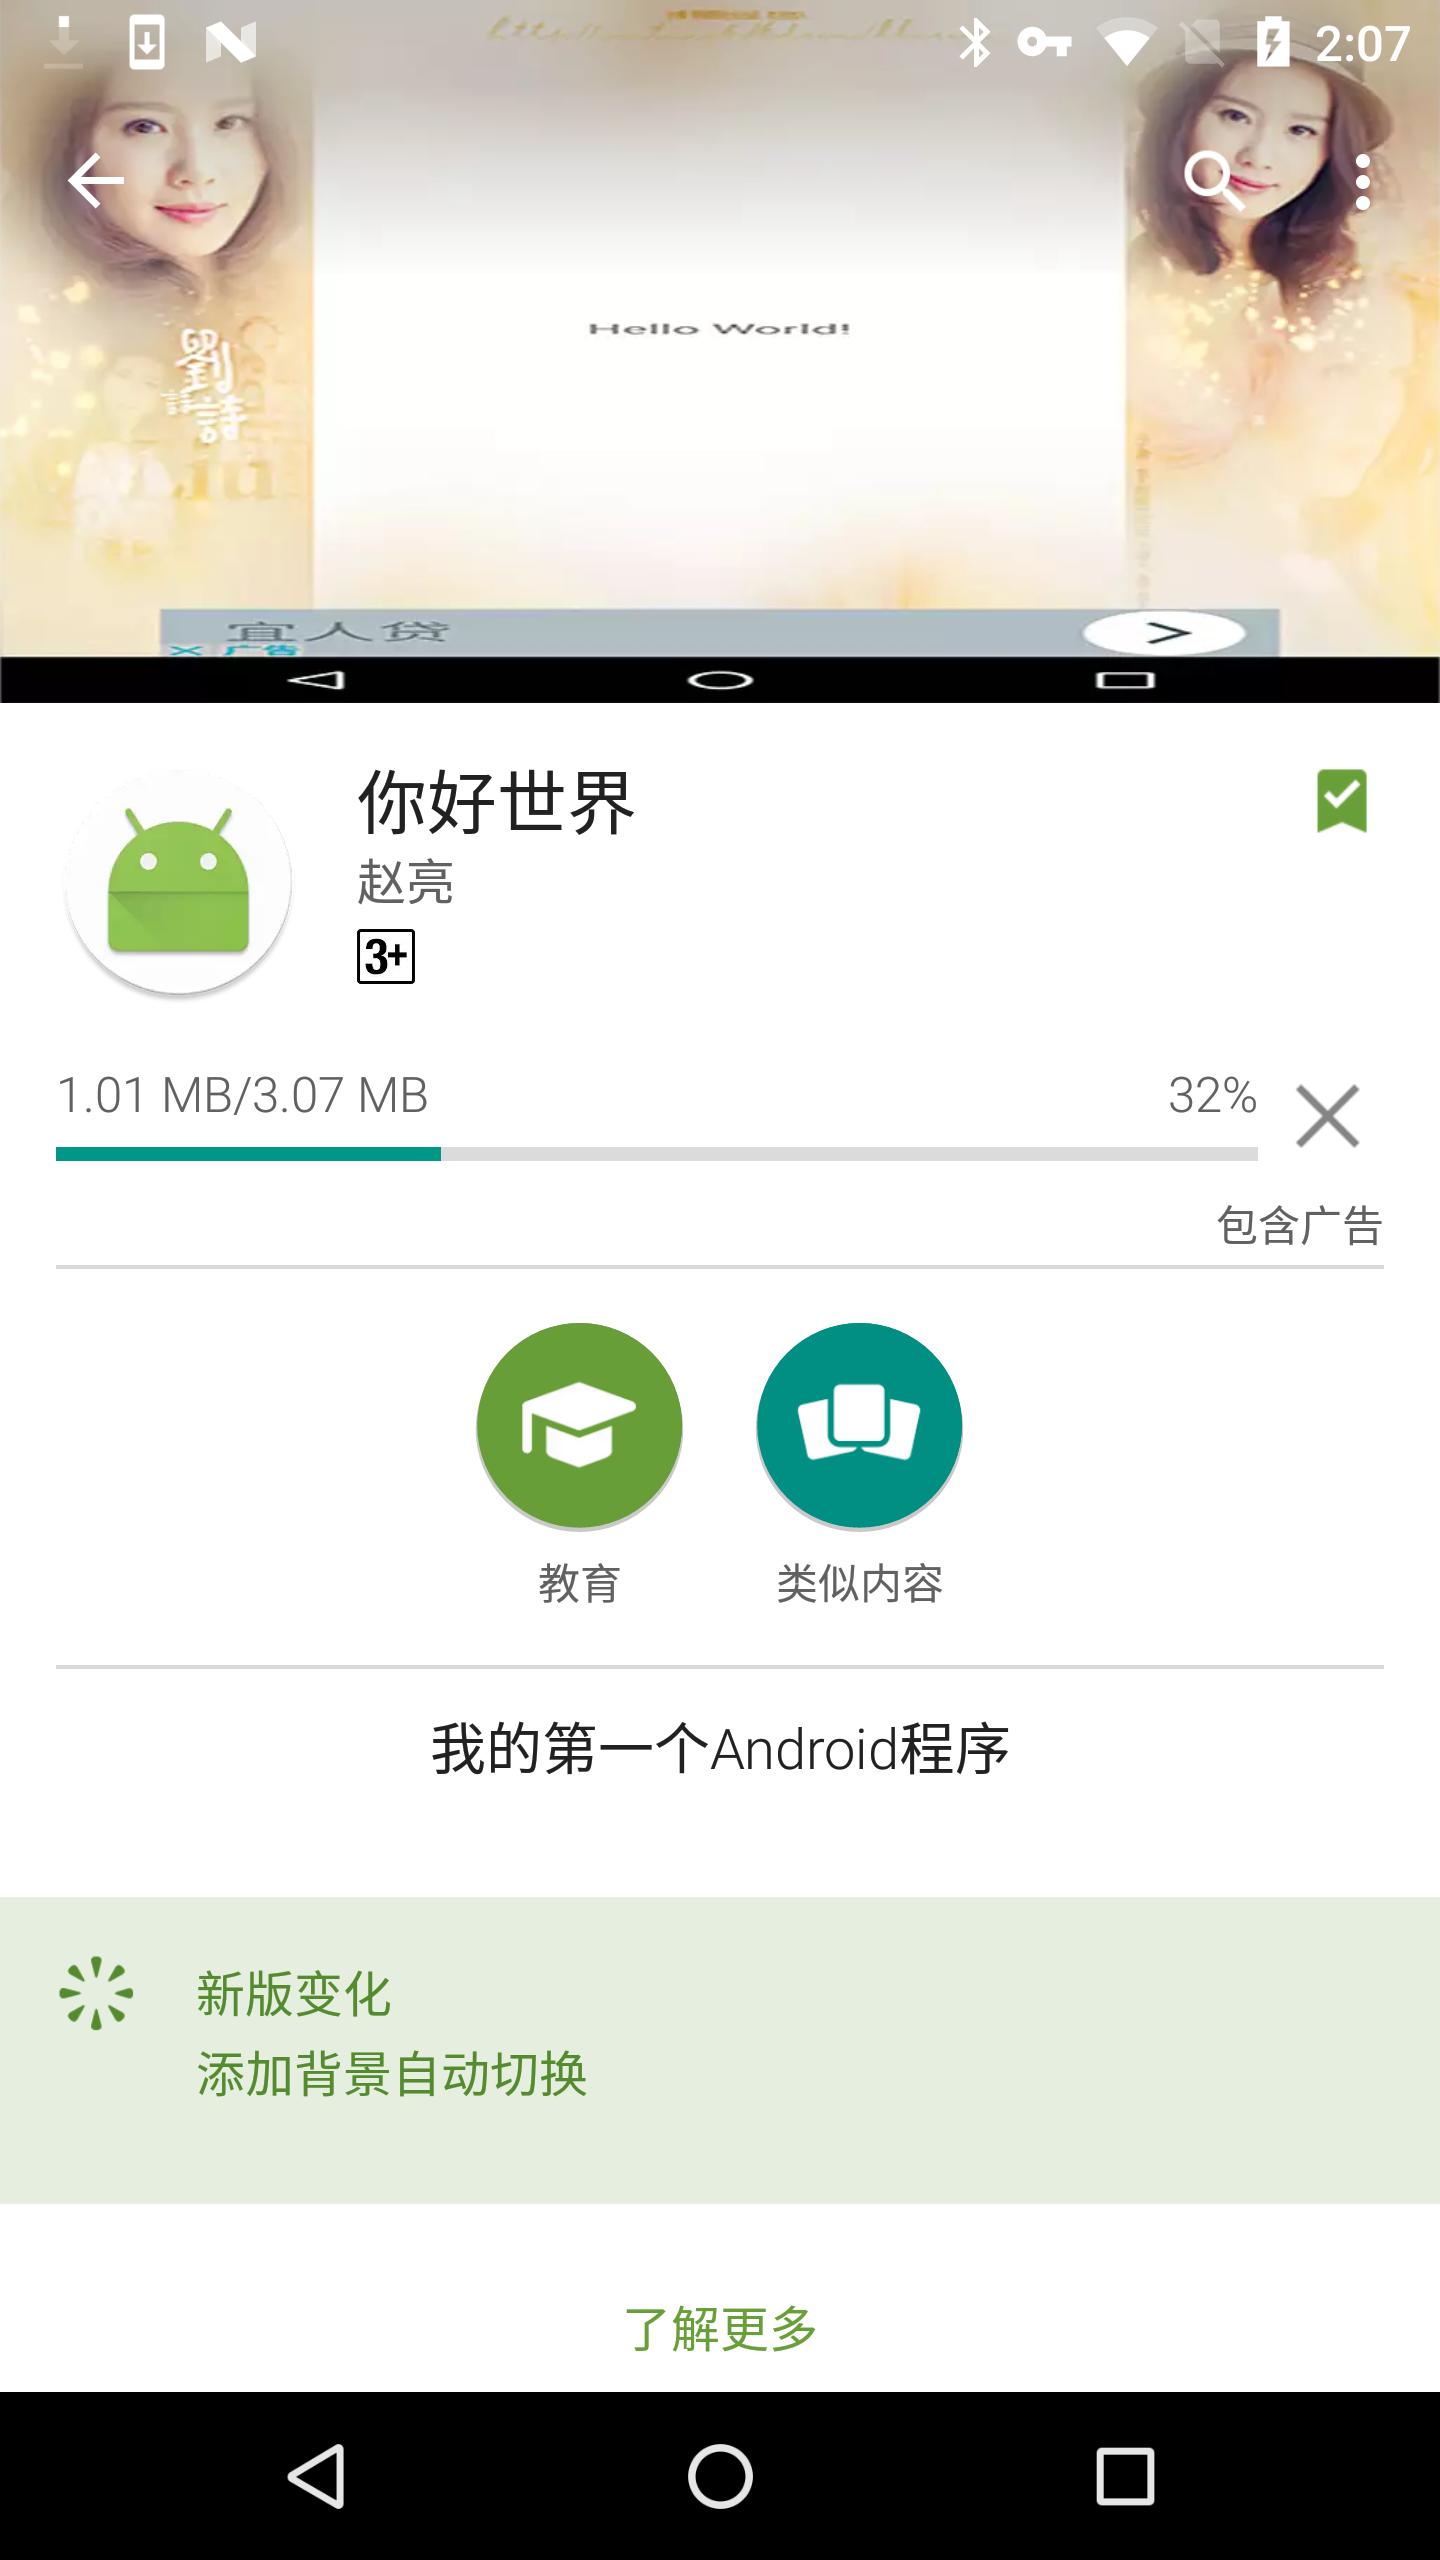 2:07
Hello World!
劉
詩
宜人贷
广告
你好世界
赵亮
3+
1.01 MB/3.07 MB 32%
包含广告
教育 类似内容
我的第一个Android程序
新版变化
添加背景自动切换
了解更多